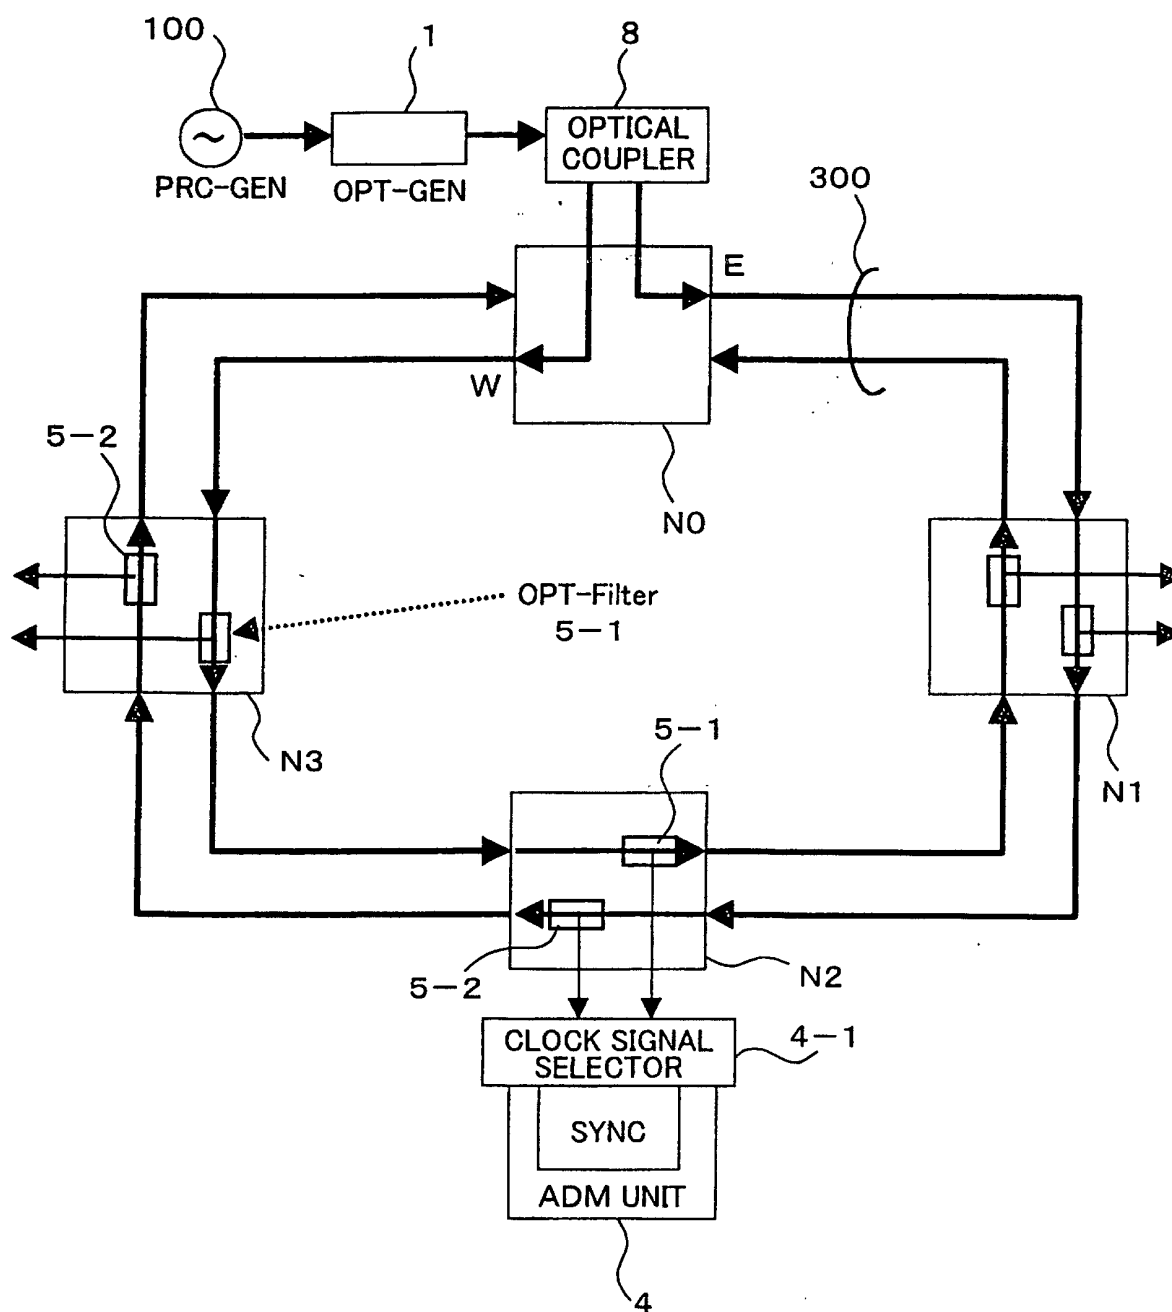 100
1
8
~
OPTICAL
COUPLER
PRC-GEN
OPT-GEN
300
E
W
5-2
N0
OPT-Filter
5-1
N3
5-1
N1
5-2
N2
CLOCK SIGNAL
SELECTOR
4-1
SYNC
ADM UNIT
4